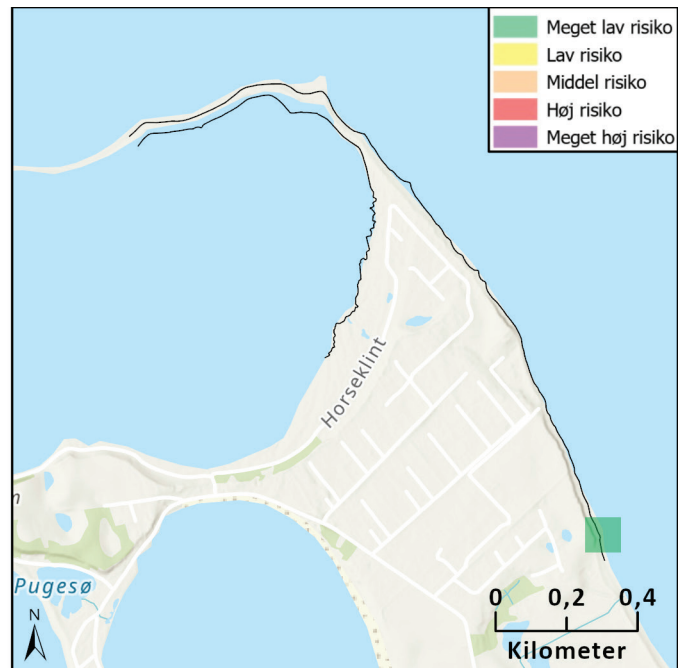 Meget lav risiko
Lav risiko
Middel risiko
Høj risiko
Meget høj risiko
Horseklint
Pugesø
N
0 0,2 0,4
Kilometer